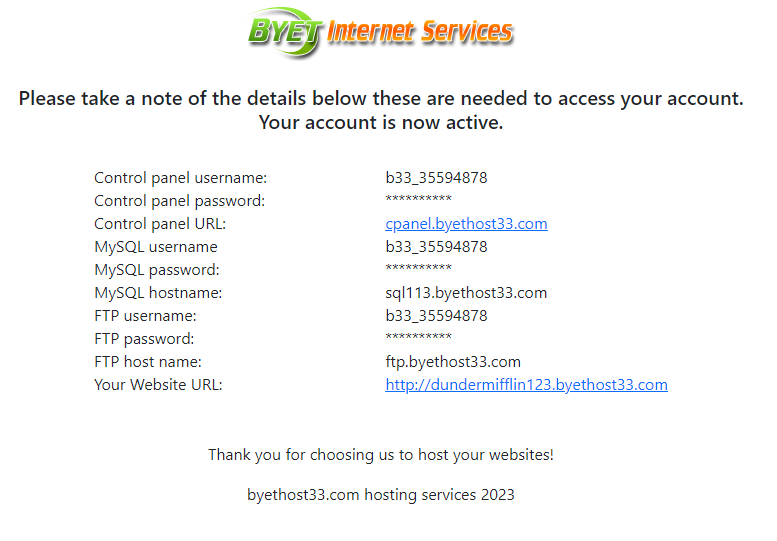 BYET Internet Services
Please take a note of the details below these are needed to access your account.
Your account is now active.
Control panel username: b33_35594878
Control panel password: **********
Control panel URL: cpanel.byethost33.com
MySQL username b33_35594878
MySQL password: **********
MySQL hostname: sql113.byethost33.com
FTP username: b33_35594878
FTP password: **********
FTP host name: ftp.byethost33.com
Your Website URL: http://dundermifflin123.byethost33.com
Thank you for choosing us to host your websites!
byethost33.com hosting services 2023